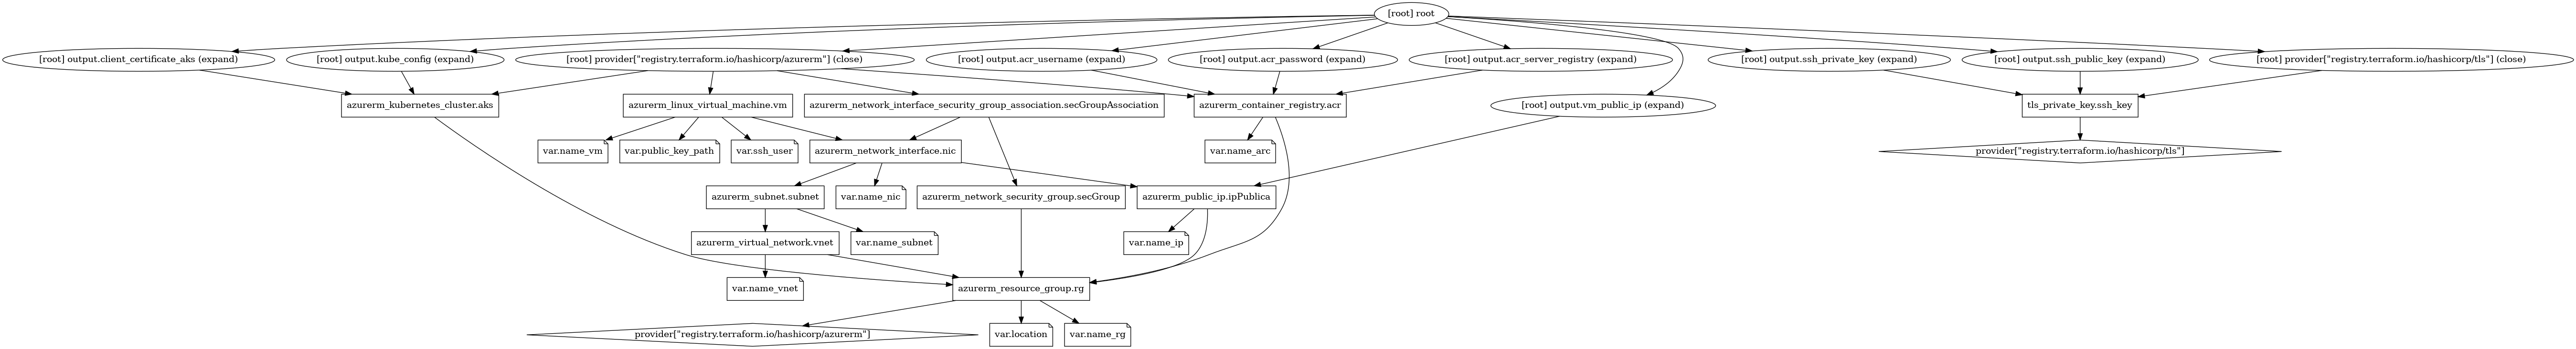 [root] root
[root] output.client_certificate_aks (expand)
[root] output.kube_config (expand)
[root] provider["registry.terraform.io/hashicorp/azurerm"] (close)
[root] output.acr_username (expand)
[root] output.acr_password (expand)
[root] output.acr_server_registry (expand)
[root] output.ssh_private_key (expand)
[root] output.ssh_public_key (expand)
[root] provider["registry.terraform.io/hashicorp/tls"] (close)
azurerm_kubernetes_cluster.aks
azurerm_linux_virtual_machine.vm
azurerm_network_interface_security_group_association.secGroupAssociation
azurerm_container_registry.acr
[root] output.vm_public_ip (expand)
tls_private_key.ssh_key
var.name_vm
var.public_key_path
var.ssh_user
azurerm_network_interface.nic
var.name_arc
provider["registry.terraform.io/hashicorp/tls"]
azurerm_subnet.subnet
var.name_nic
azurerm_network_security_group.secGroup
azurerm_public_ip.ipPublica
azurerm_virtual_network.vnet
var.name_subnet
var.name_ip
var.name_vnet
azurerm_resource_group.rg
provider["registry.terraform.io/hashicorp/azurerm"]
var.location
var.name_rg